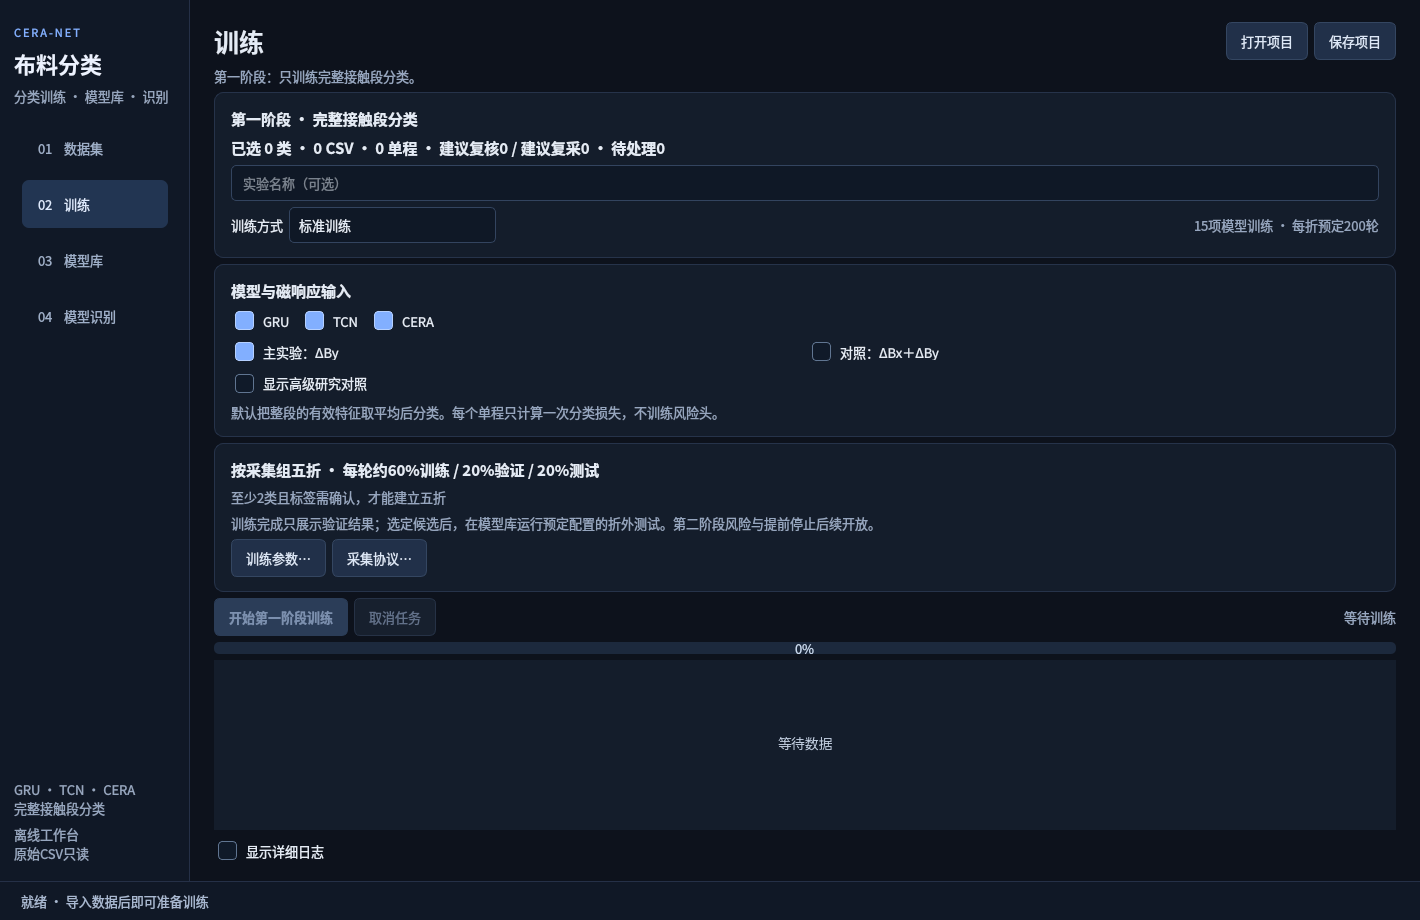 CERA-NET
布料分类
分类训练 · 模型库 · 识别
01 数据集
02 训练
03 模型库
04 模型识别
GRU · TCN · CERA
完整接触段分类
离线工作台
原始CSV只读
训练
打开项目
保存项目
第一阶段：只训练完整接触段分类。
第一阶段 · 完整接触段分类
已选 0 类 · 0 CSV · 0 单程 · 建议复核0 / 建议复采0 · 待处理0
实验名称（可选）
训练方式 标准训练
15项模型训练 · 每折预定200轮
模型与磁响应输入
GRU TCN CERA
主实验：ΔBy
对照：ΔBx＋ΔBy
显示高级研究对照
默认把整段的有效特征取平均后分类。每个单程只计算一次分类损失，不训练风险头。
按采集组五折 · 每轮约60%训练 / 20%验证 / 20%测试
至少2类且标签需确认，才能建立五折
训练完成只展示验证结果；选定候选后，在模型库运行预定配置的折外测试。第二阶段风险与提前停止后续开放。
训练参数…
采集协议…
开始第一阶段训练
取消任务
等待训练
0%
等待数据
显示详细日志
就绪 · 导入数据后即可准备训练